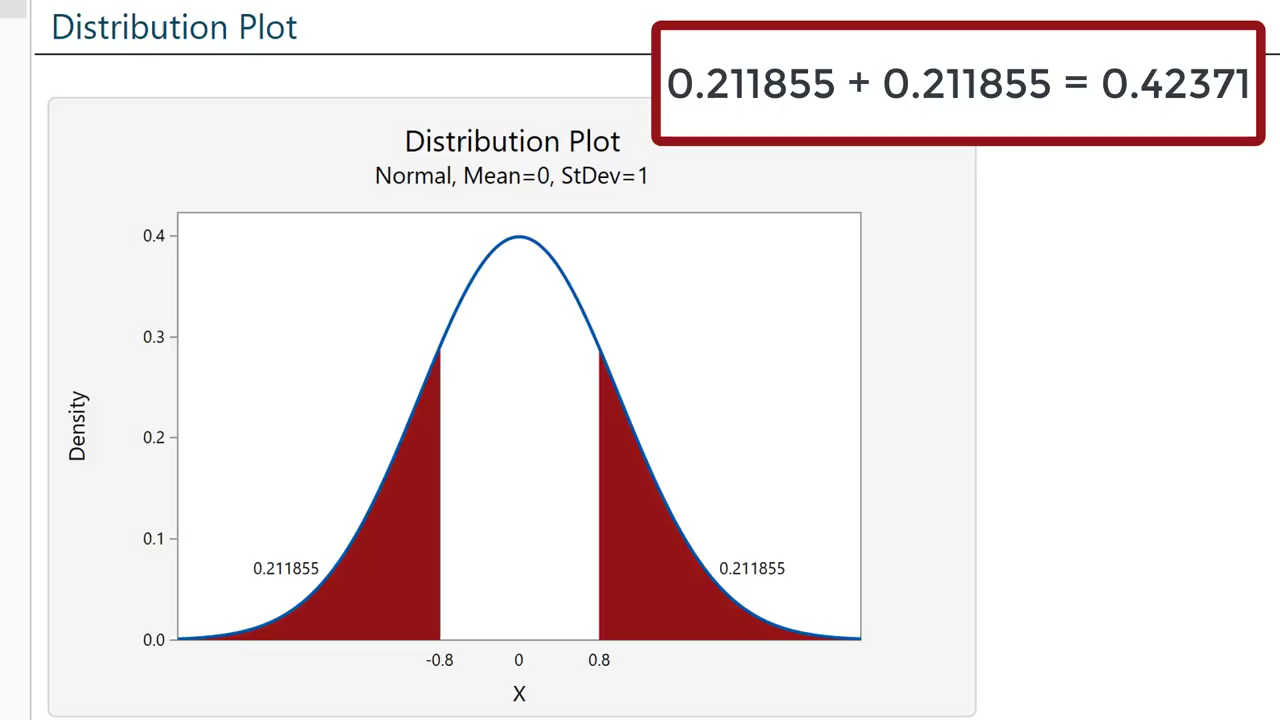 Distribution Plot
0.211855 + 0.211855 = 0.42371
Distribution Plot
Normal, Mean=0, StDev=1
0.4
0.3
0.2
0.1
0.0
Density
0.211855
0.211855
-0.8 0 0.8
X